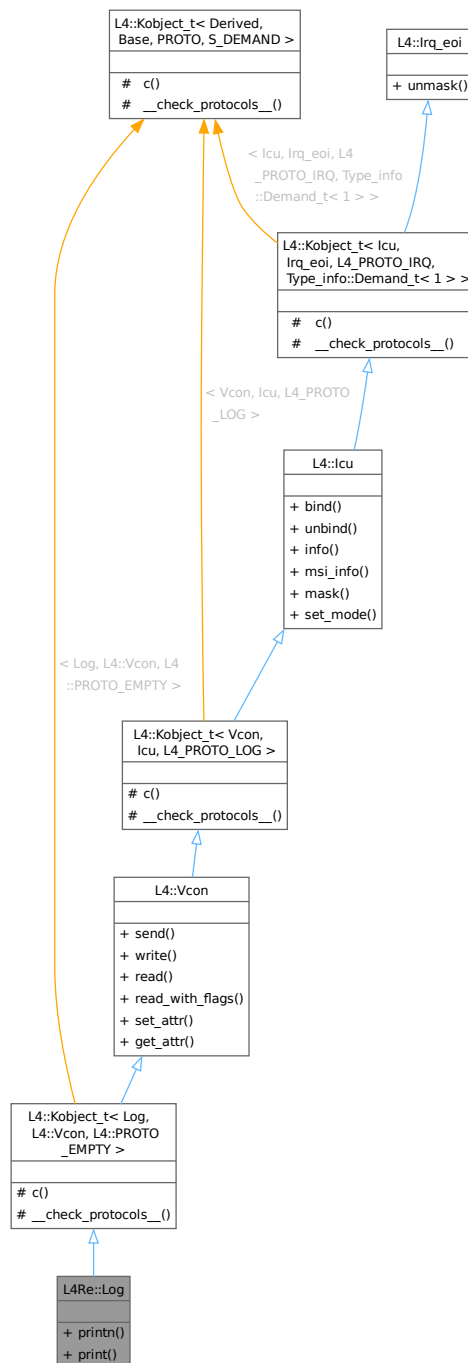 L4::Kobject_t< Derived,
Base, PROTO, S_DEMAND >
# c()
# __check_protocols__()
L4::Irq_eoi
+ unmask()
< Icu, Irq_eoi, L4
_PROTO_IRQ, Type_info
::Demand_t< 1 > >
L4::Kobject_t< Icu,
Irq_eoi, L4_PROTO_IRQ,
Type_info::Demand_t< 1 > >
# c()
# __check_protocols__()
< Vcon, Icu, L4_PROTO
_LOG >
L4::Icu
+ bind()
+ unbind()
+ info()
+ msi_info()
+ mask()
+ set_mode()
< Log, L4::Vcon, L4
::PROTO_EMPTY >
L4::Kobject_t< Vcon,
Icu, L4_PROTO_LOG >
# c()
# __check_protocols__()
L4::Vcon
+ send()
+ write()
+ read()
+ read_with_flags()
+ set_attr()
+ get_attr()
L4::Kobject_t< Log,
L4::Vcon, L4::PROTO
_EMPTY >
# c()
# __check_protocols__()
L4Re::Log
+ printn()
+ print()